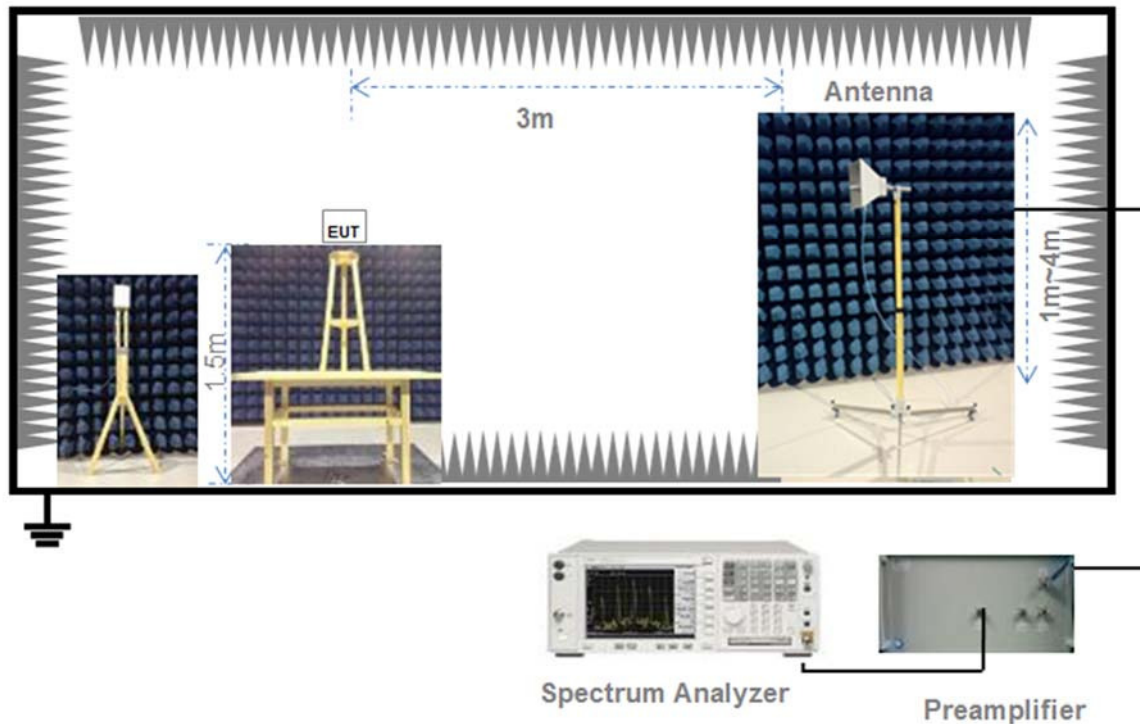 Antenna
3m
EUT
1.5m
1m~4m
Spectrum Analyzer
Preamplifier